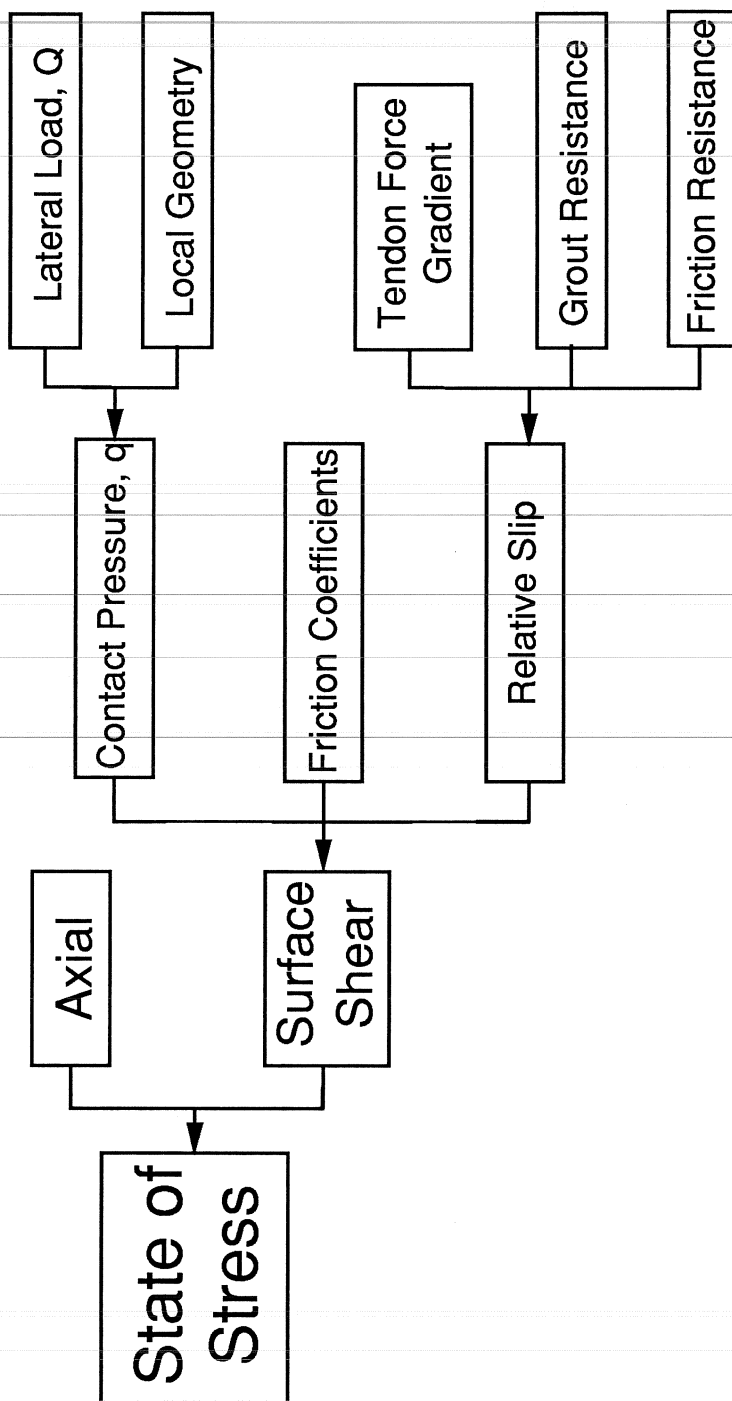 State of
Stress
Axial
Surface
Shear
Contact Pressure, q
Friction Coefficients
Relative Slip
Lateral Load, Q
Local Geometry
Tendon Force
Gradient
Grout Resistance
Friction Resistance